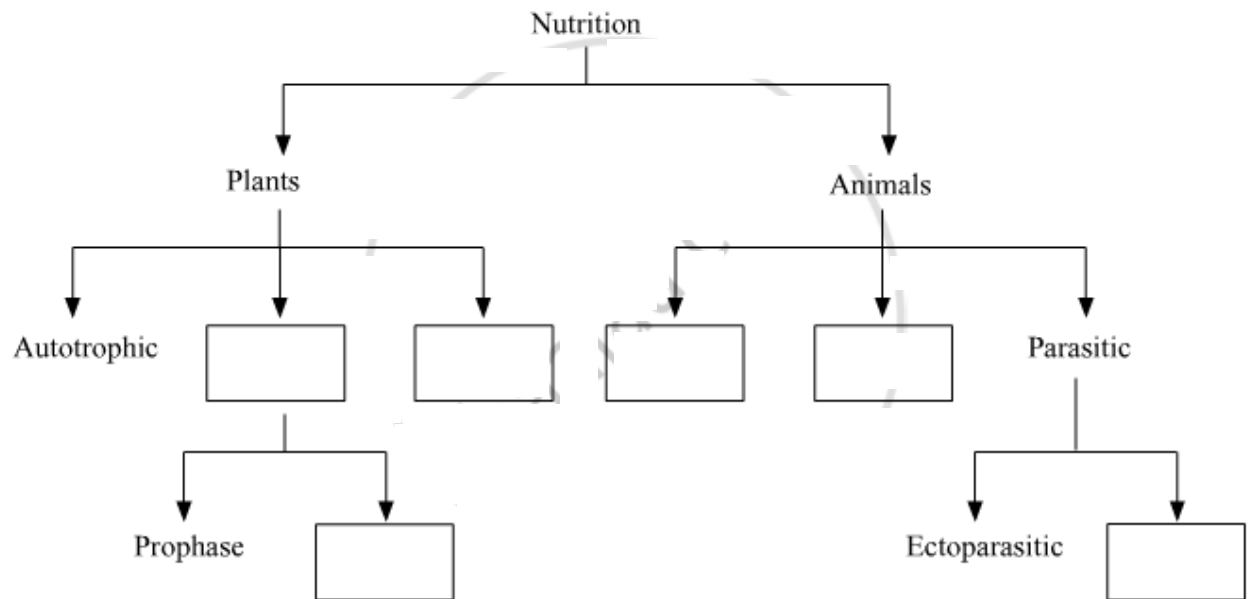 Nutrition
Plants
Animals
Autotrophic
Parasitic
Prophase
Ectoparasitic